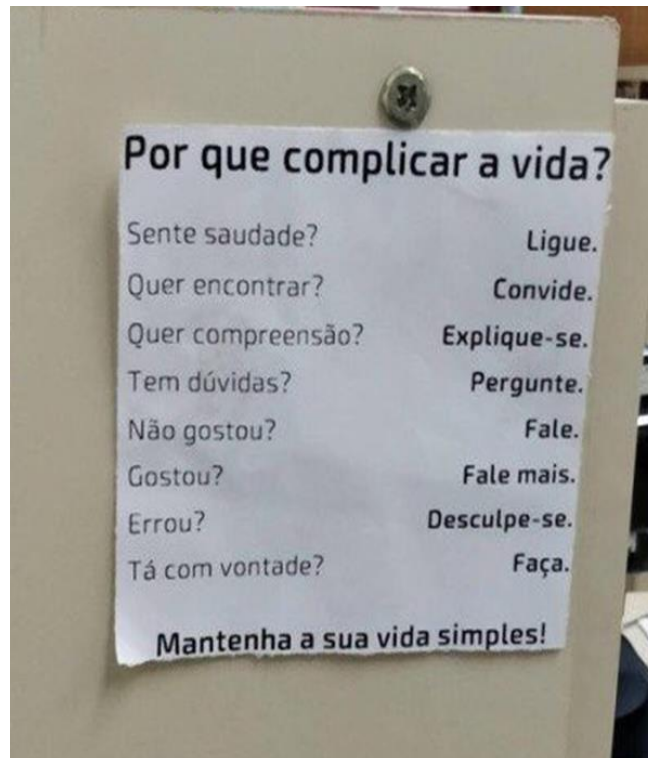 Por que complicar a vida?
Sente saudade? Ligue.
Quer encontrar? Convide.
Quer compreensão? Explique-se.
Tem dúvidas? Pergunte.
Não gostou? Fale.
Gostou? Fale mais.
Errou? Desculpe-se.
Tá com vontade? Faça.
Mantenha a sua vida simples!